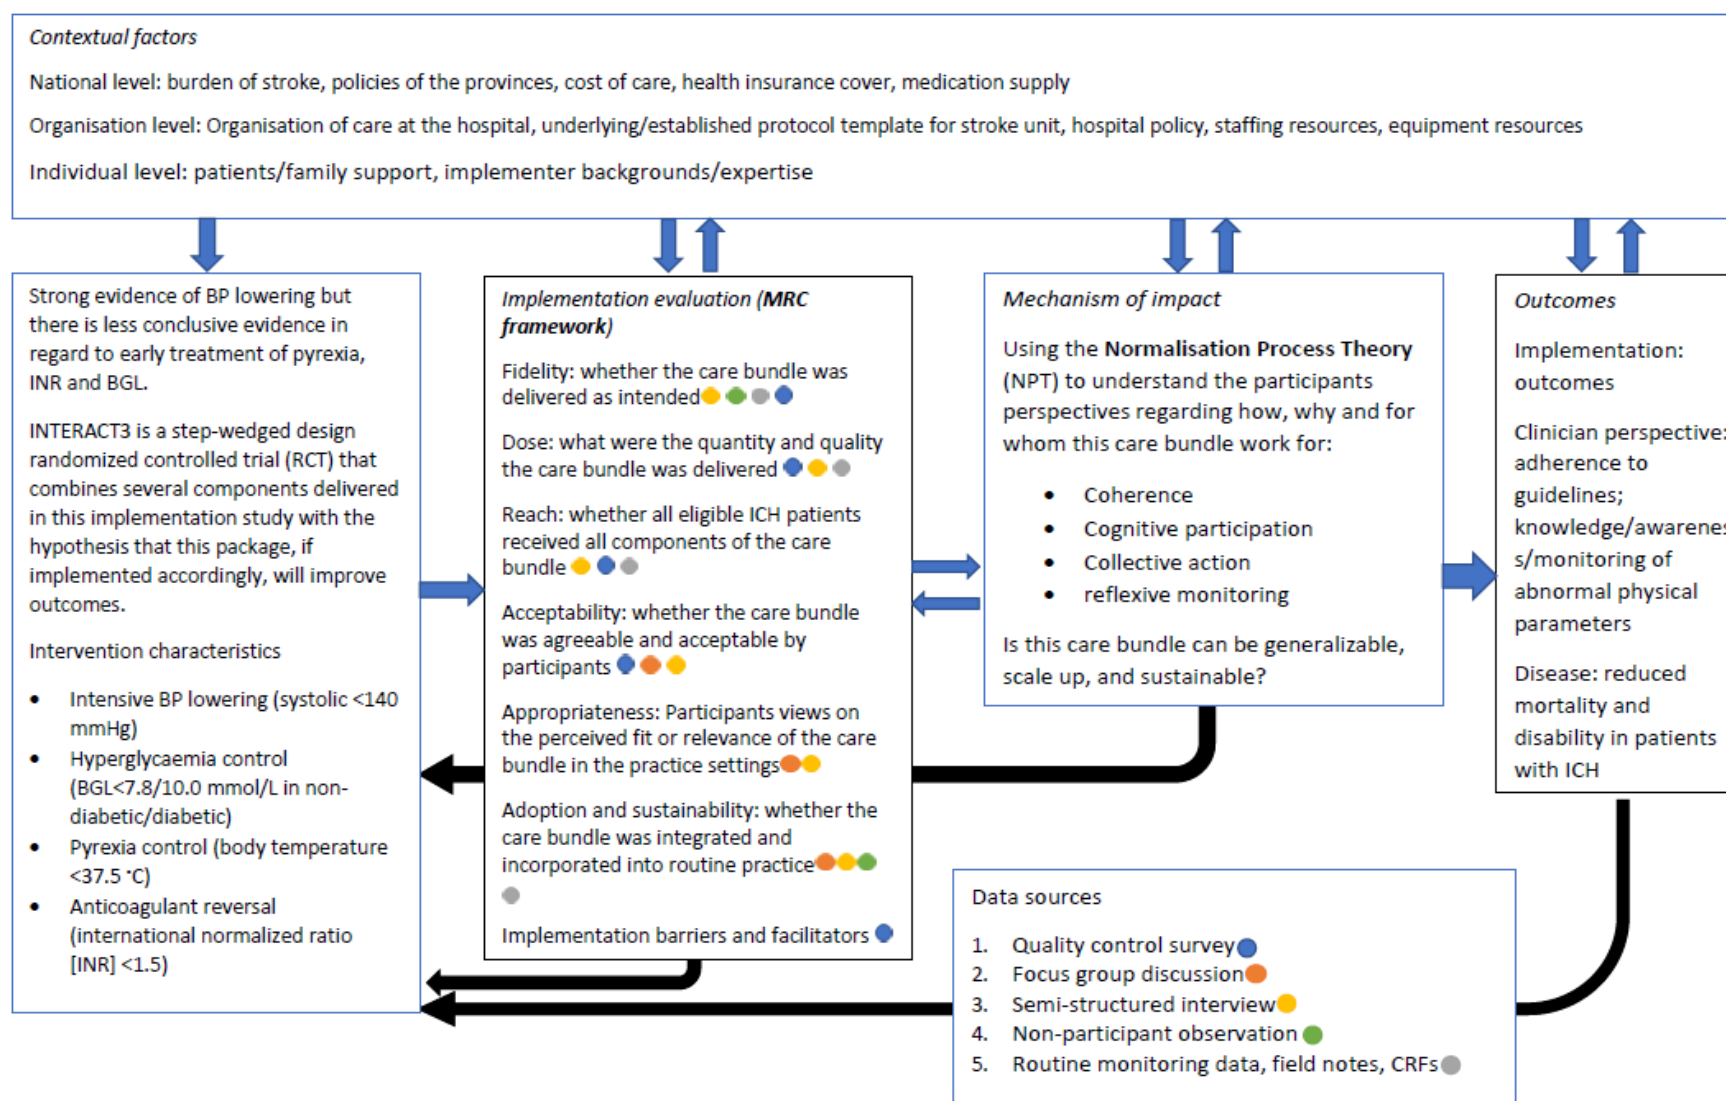 Contextual factors
National level: burden of stroke, policies of the provinces, cost of care, health insurance cover, medication supply
Organisation level: Organisation of care at the hospital, underlying/established protocol template for stroke unit, hospital policy, staffing resources, equipment resources
Individual level: patients/family support, implementer backgrounds/expertise
Strong evidence of BP lowering but
there is less conclusive evidence in
regard to early treatment of pyrexia,
INR and BGL.
INTERACT3 is a step-wedged design
randomized controlled trial (RCT) that
combines several components delivered
in this implementation study with the
hypothesis that this package, if
implemented accordingly, will improve
outcomes.
Intervention characteristics
• Intensive BP lowering (systolic <140
mmHg)
• Hyperglycaemia control
(BGL<7.8/10.0 mmol/L in non-
diabetic/diabetic)
• Pyrexia control (body temperature
<37.5 °C)
• Anticoagulant reversal
(international normalized ratio
[INR] <1.5)
Implementation evaluation (MRC
framework)
Fidelity: whether the care bundle was
delivered as intended
Dose: what were the quantity and quality
the care bundle was delivered
Reach: whether all eligible ICH patients
received all components of the care
bundle
Acceptability: whether the care bundle
was agreeable and acceptable by
participants
Appropriateness: Participants views on
the perceived fit or relevance of the care
bundle in the practice settings
Adoption and sustainability: whether the
care bundle was integrated and
incorporated into routine practice
Implementation barriers and facilitators
Mechanism of impact
Using the Normalisation Process Theory
(NPT) to understand the participants
perspectives regarding how, why and for
whom this care bundle work for:
• Coherence
• Cognitive participation
• Collective action
• reflexive monitoring
Is this care bundle can be generalizable,
scale up, and sustainable?
Outcomes
Implementation:
outcomes
Clinician perspective:
adherence to
guidelines;
knowledge/awarenes
s/monitoring of
abnormal physical
parameters
Disease: reduced
mortality and
disability in patients
with ICH
Data sources
1. Quality control survey
2. Focus group discussion
3. Semi-structured interview
4. Non-participant observation
5. Routine monitoring data, field notes, CRFs